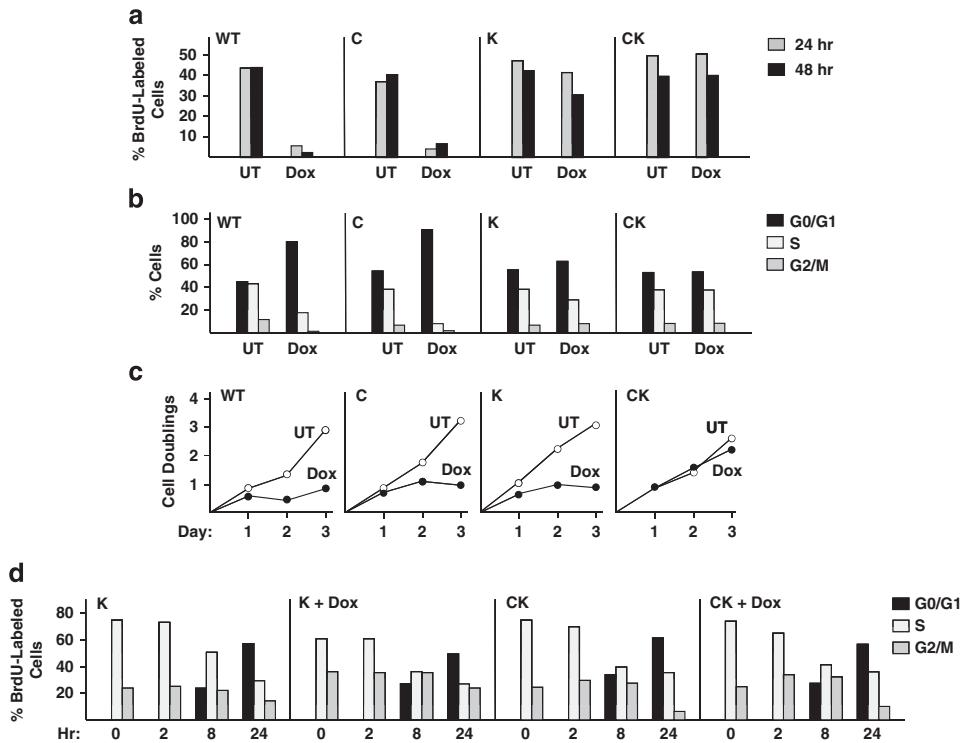 a
WT C K CK
24 hr
48 hr
% BrdU-Labeled
Cells
50
40
30
20
10
UT Dox UT Dox UT Dox UT Dox
b
WT C K CK
G0/G1
S
G2/M
% Cells
100
80
60
40
20
UT Dox UT Dox UT Dox UT Dox
c
WT C K CK
Cell Doublings
4
3
2
1
UT Dox UT Dox UT Dox UT Dox
Day: 1 2 3 1 2 3 1 2 3 1 2 3
d
K K + Dox CK CK + Dox
G0/G1
S
G2/M
% BrdU-Labeled
Cells
80
60
40
20
Hr: 0 2 8 24 0 2 8 24 0 2 8 24 0 2 8 24